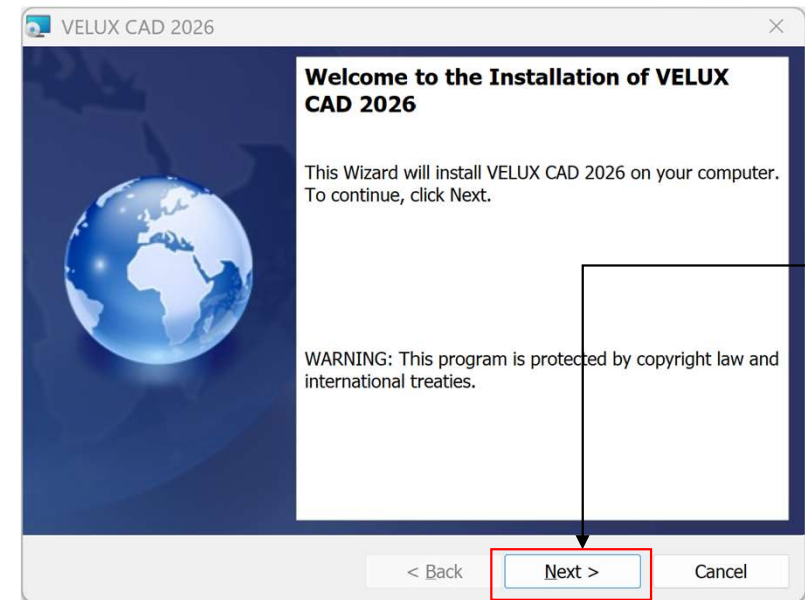 VELUX CAD 2026
Welcome to the Installation of VELUX
CAD 2026
This Wizard will install VELUX CAD 2026 on your computer.
To continue, click Next.
WARNING: This program is protected by copyright law and
international treaties.
< Back
Next >
Cancel